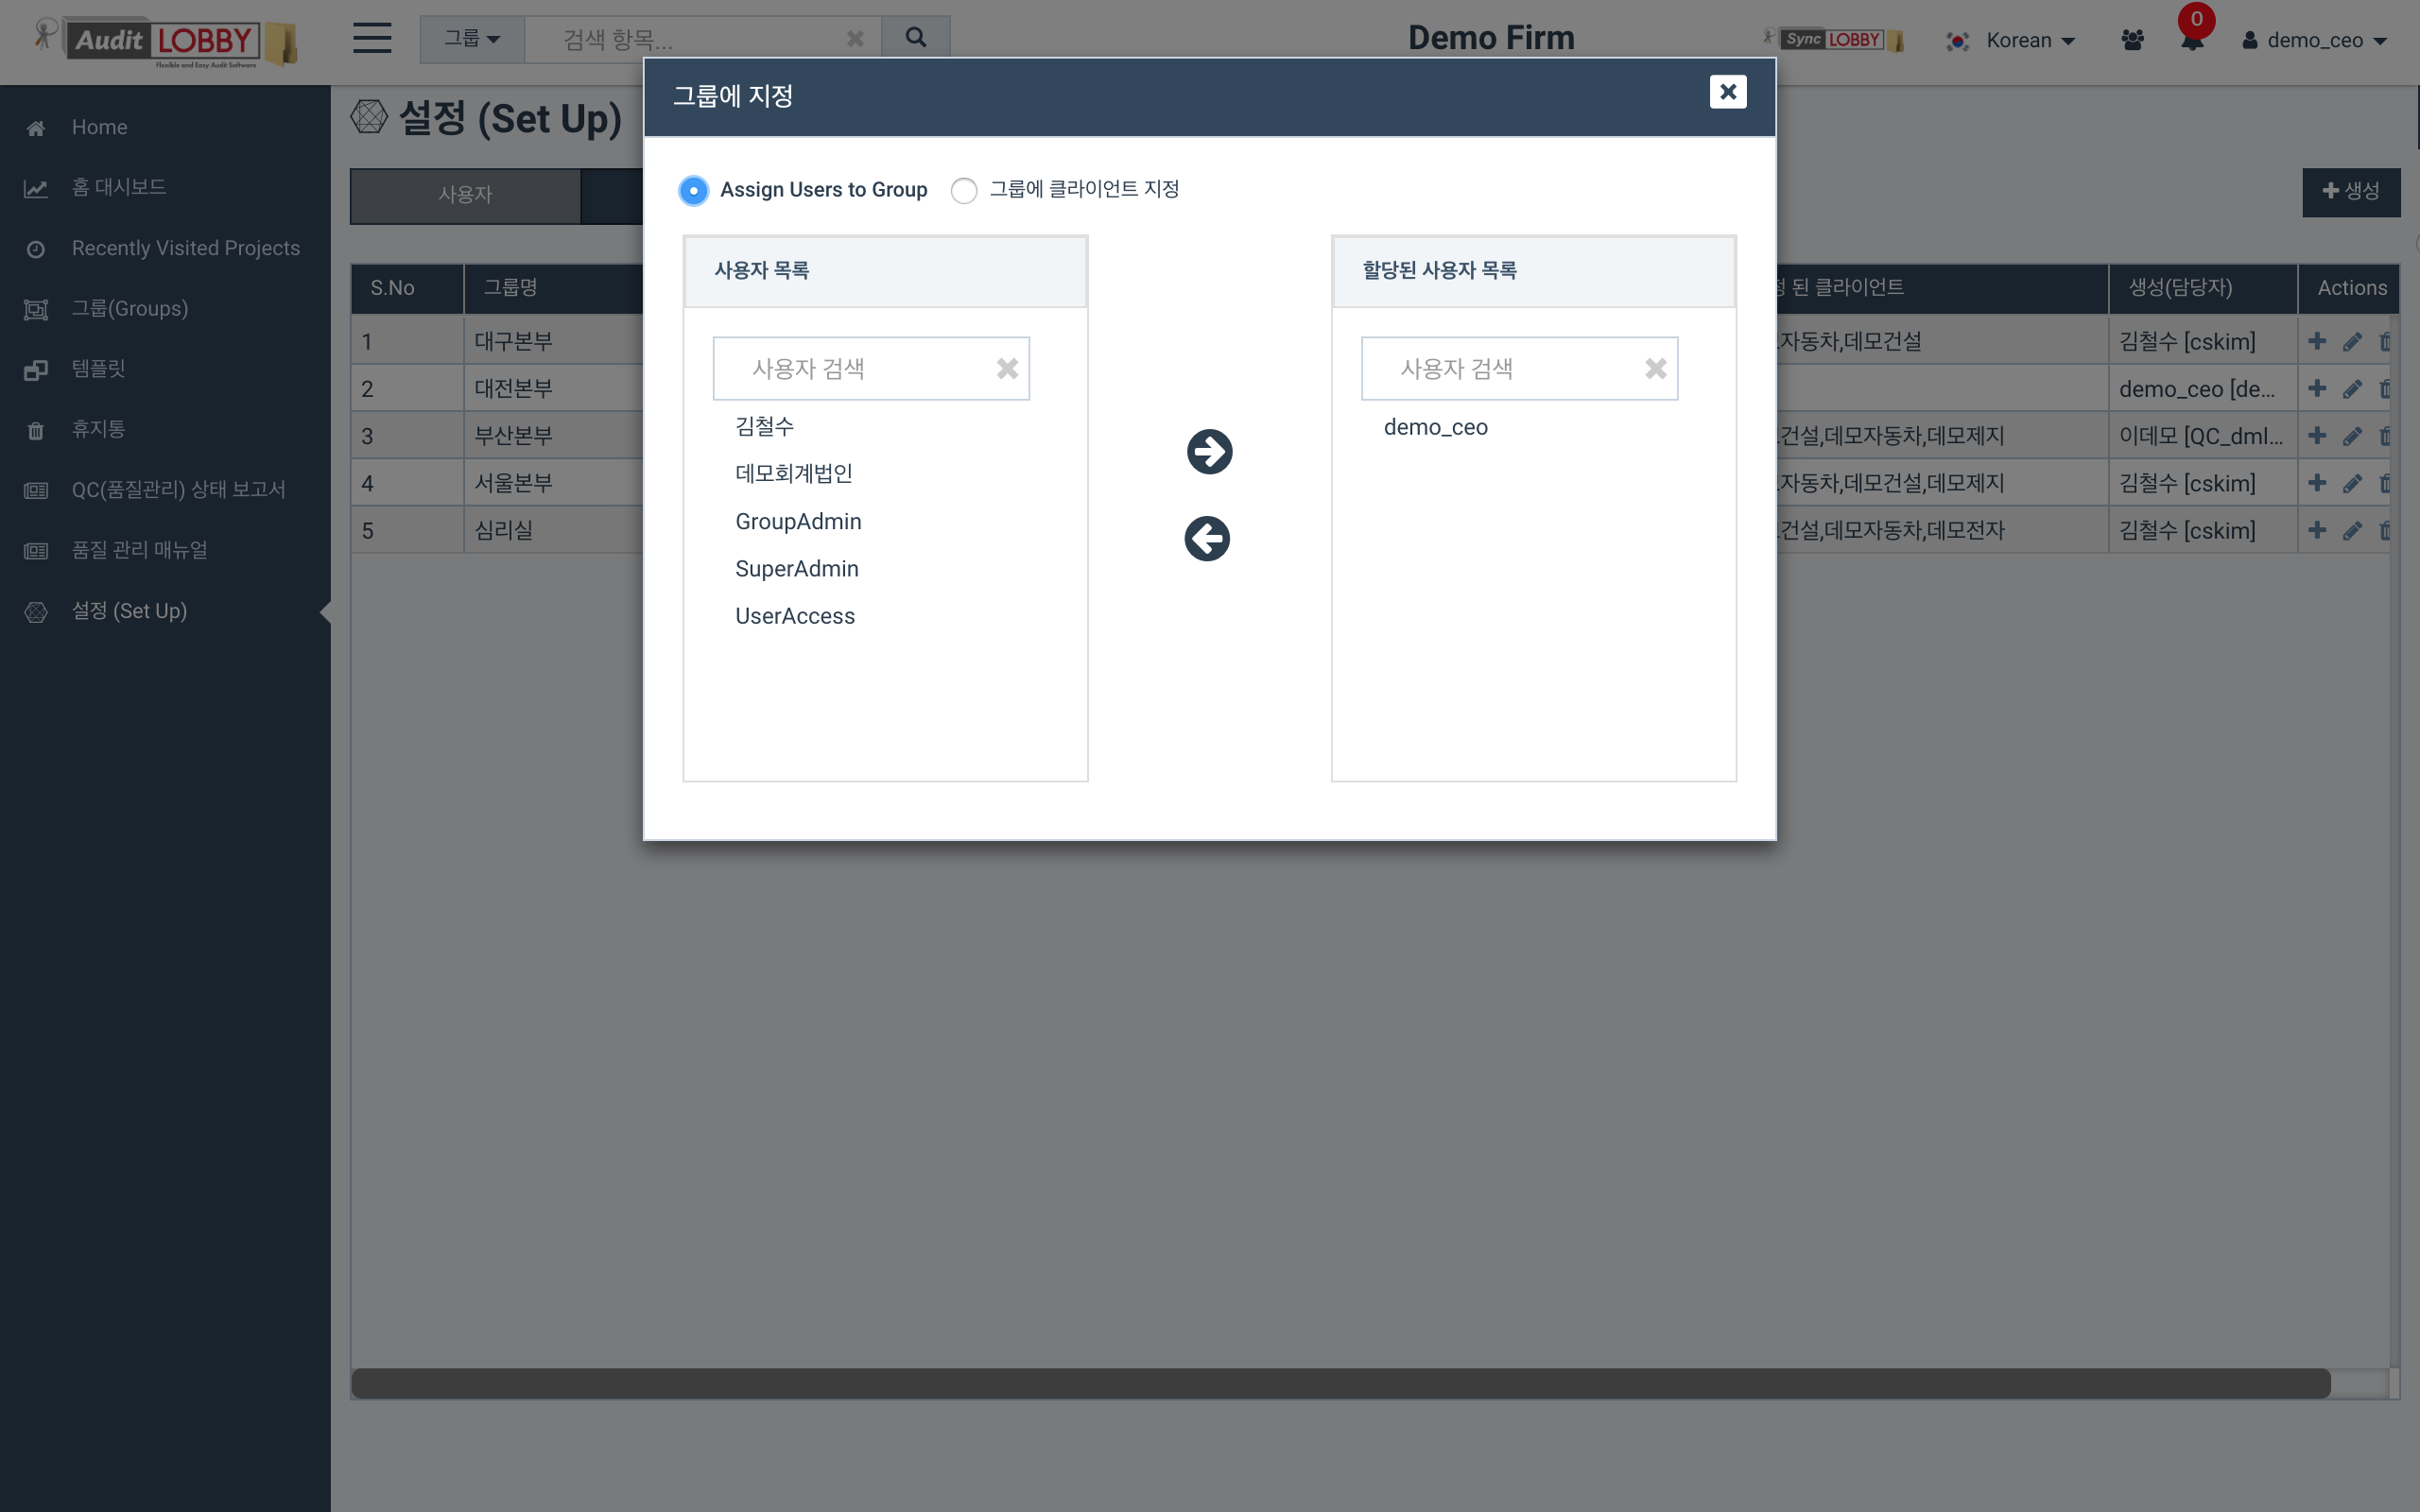 Audit LOBBY
Flexible and Easy Audit Software
그룹
검색 항목...
Demo Firm
Sync LOBBY
Korean
0
demo_ceo
Home
홈 대시보드
Recently Visited Projects
그룹(Groups)
템플릿
휴지통
QC(품질관리) 상태 보고서
품질 관리 매뉴얼
설정 (Set Up)
설정 (Set Up)
사용자
생성
S.No 그룹명 된 클라이언트 생성(담당자) Actions
1 대구본부 자동차,데모건설 김철수 [cskim]
2 대전본부 demo_ceo [de...
3 부산본부 건설,데모자동차,데모제지 이데모 [QC_dml...
4 서울본부 자동차,데모건설,데모제지 김철수 [cskim]
5 심리실 건설,데모자동차,데모전자 김철수 [cskim]
그룹에 지정
Assign Users to Group 그룹에 클라이언트 지정
사용자 목록
사용자 검색
김철수
데모회계법인
GroupAdmin
SuperAdmin
UserAccess
할당된 사용자 목록
사용자 검색
demo_ceo